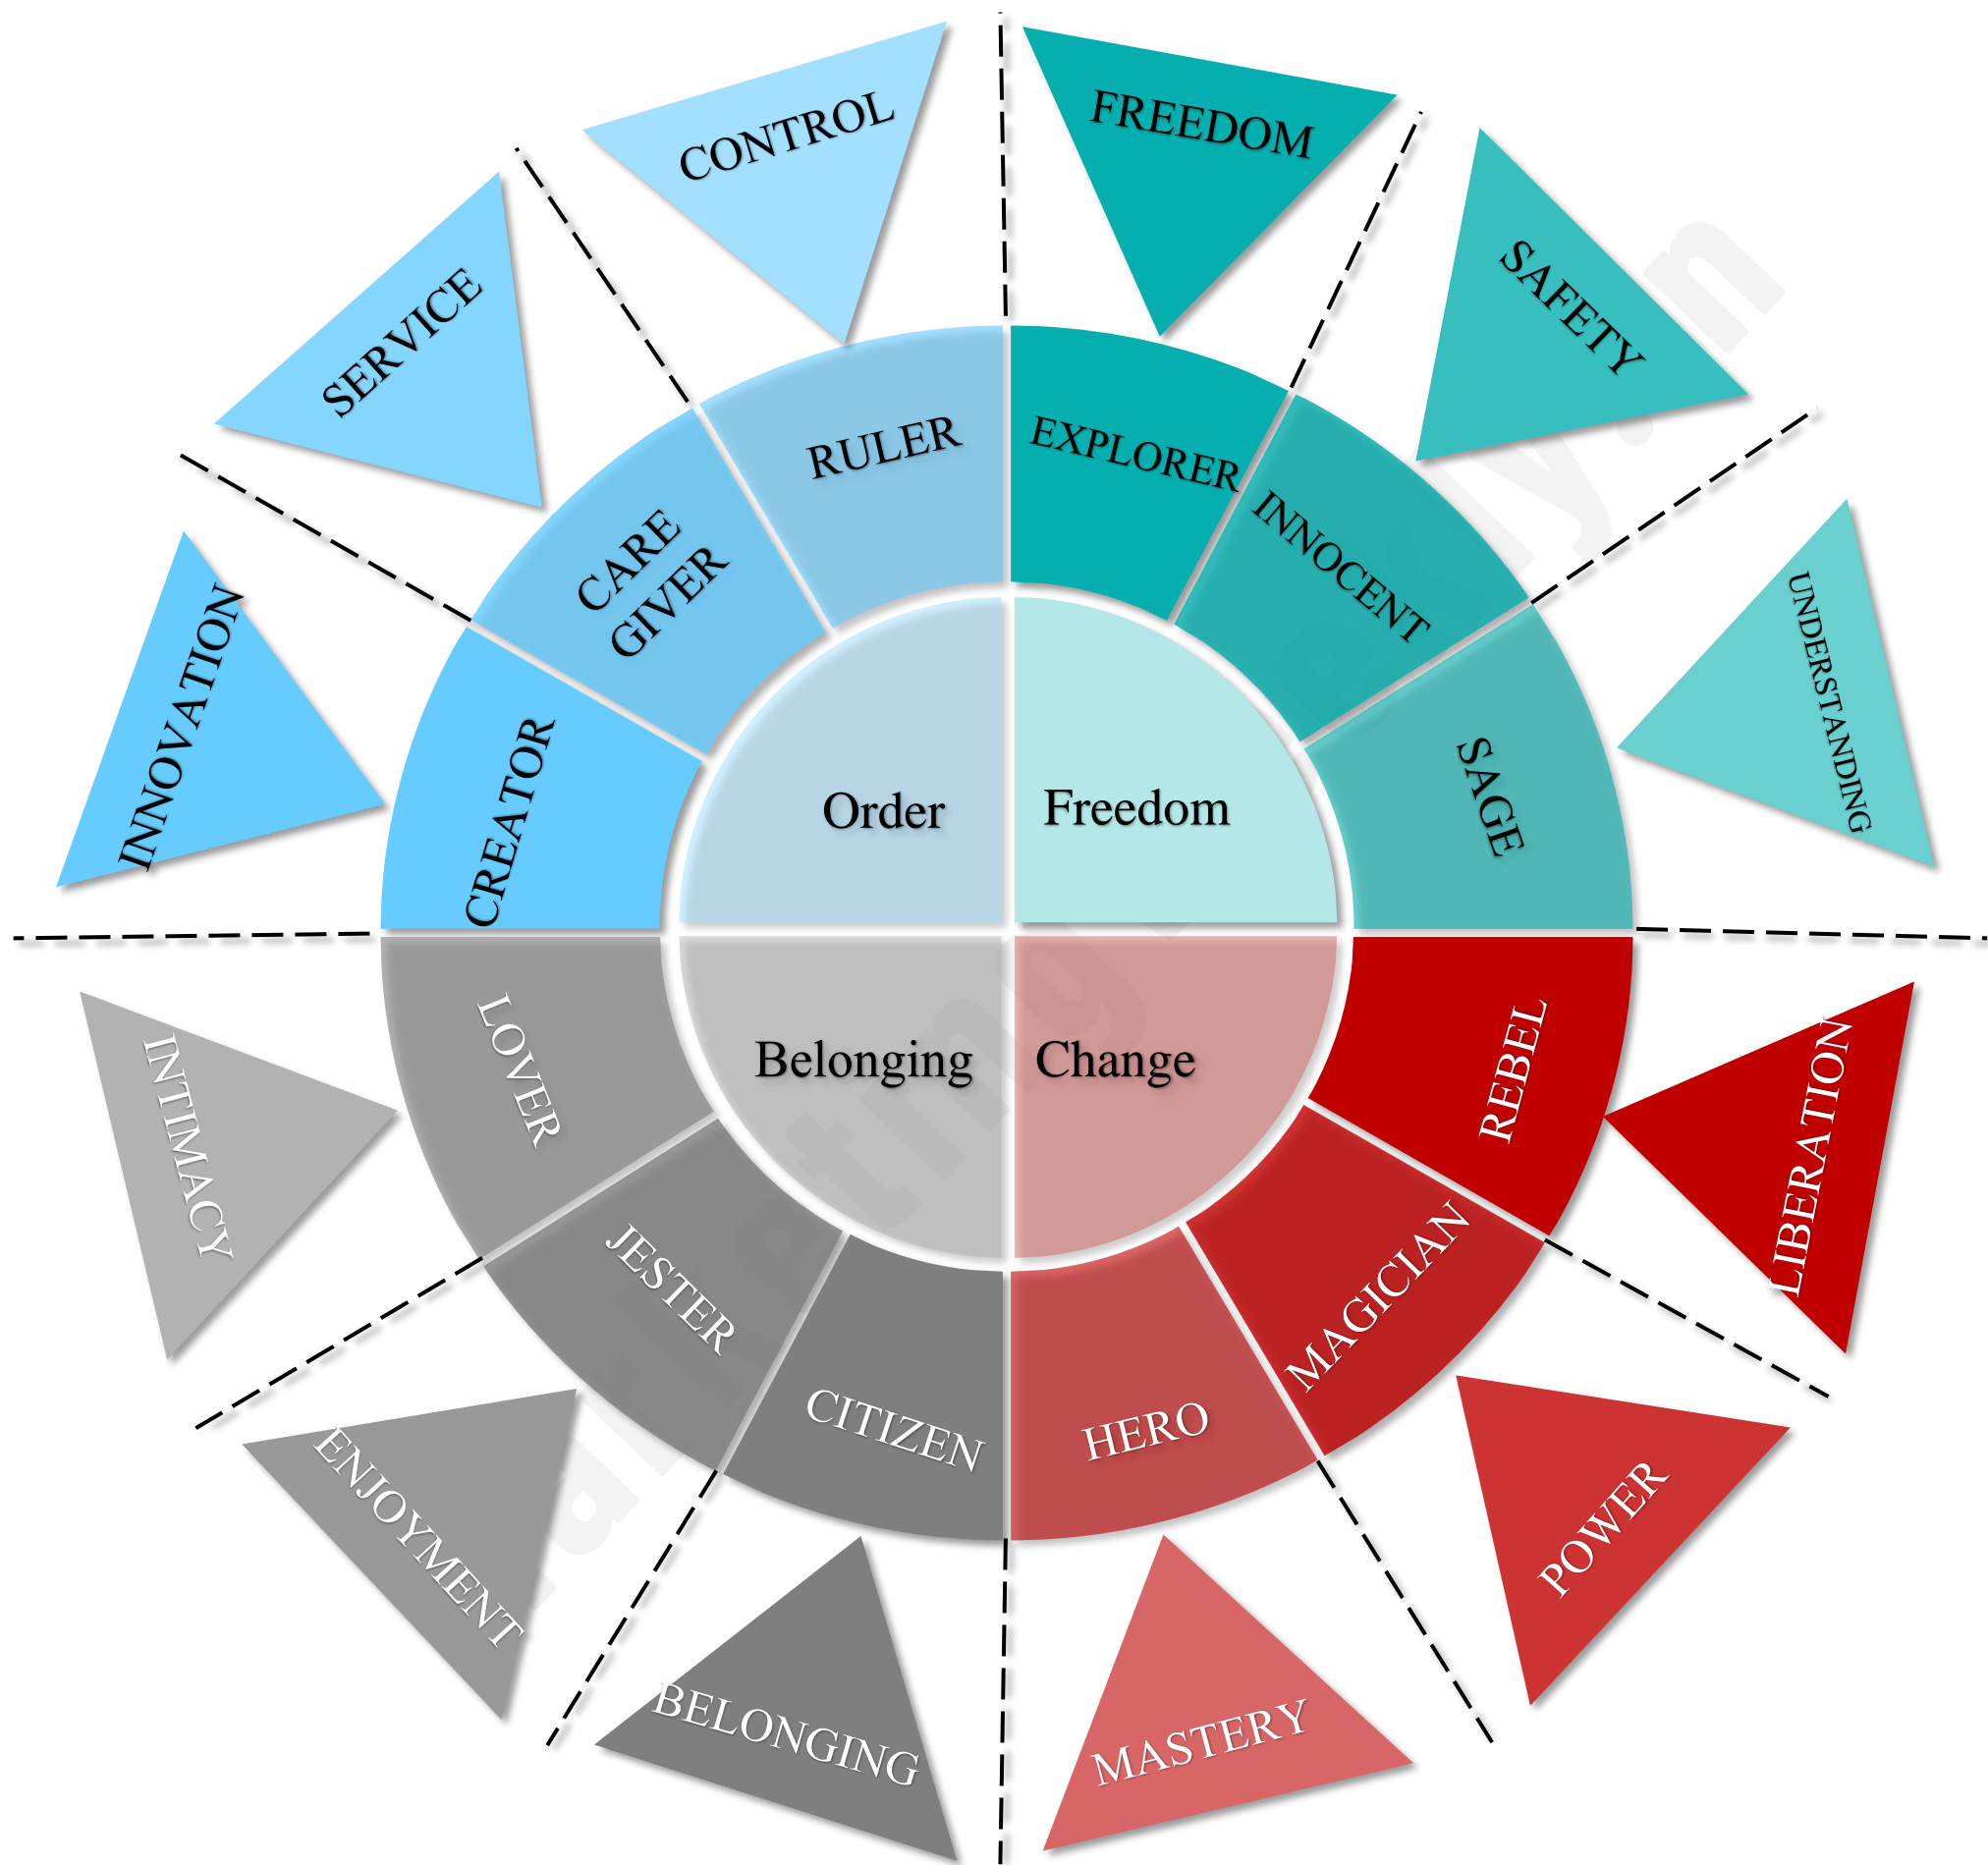 CONTROL
FREEDOM
SERVICE
SAFETY
RULER
EXPLORER
CARE
GIVER
INNOCENT
INNOVATION
UNDERSTANDING
CREATOR
SAGE
Order
Freedom
Belonging
Change
LOVER
REBEL
INTIMACY
LIBERATION
JESTER
MAGICIAN
CITIZEN
HERO
ENJOYMENT
POWER
BELONGING
MASTERY